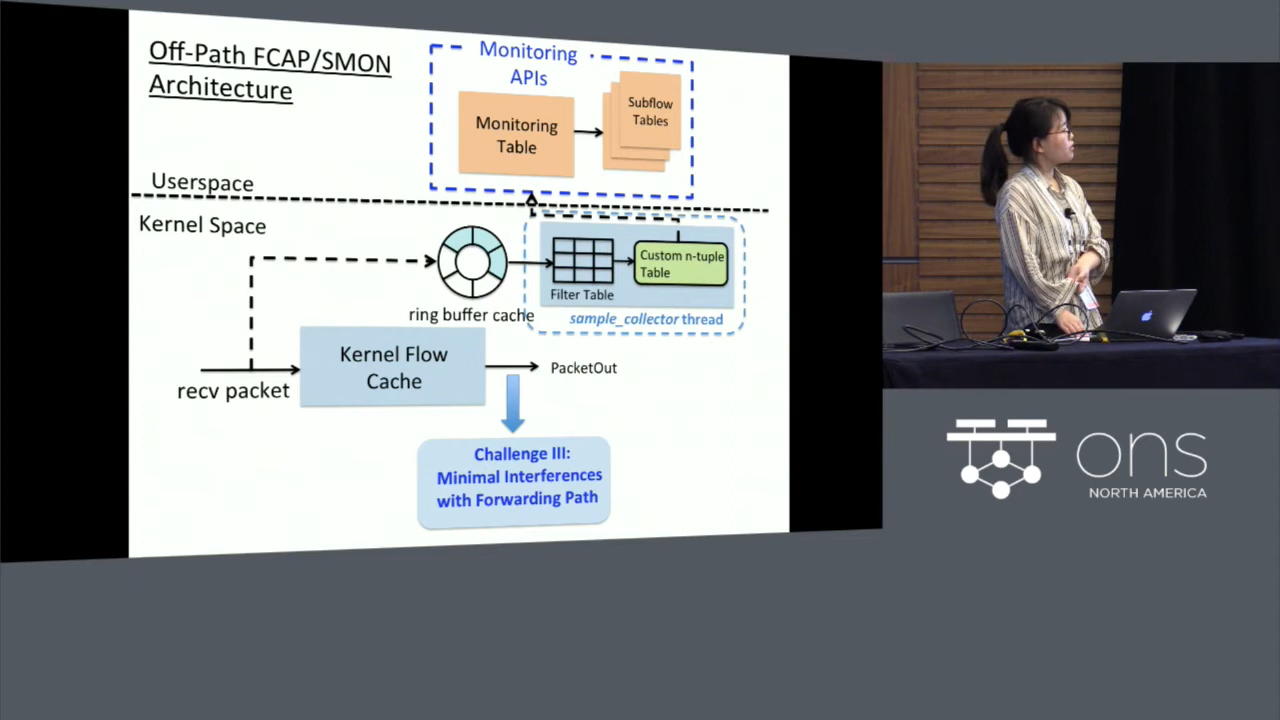 Off-Path FCAP/SMON
Architecture
Monitoring
APIs
Monitoring
Table
Subflow
Tables
Userspace
Kernel Space
ring buffer cache
Filter Table
Custom n-tuple
Table
sample_collector thread
recv packet
Kernel Flow
Cache
PacketOut
Challenge III:
Minimal Interferences
with Forwarding Path
ons
NORTH AMERICA